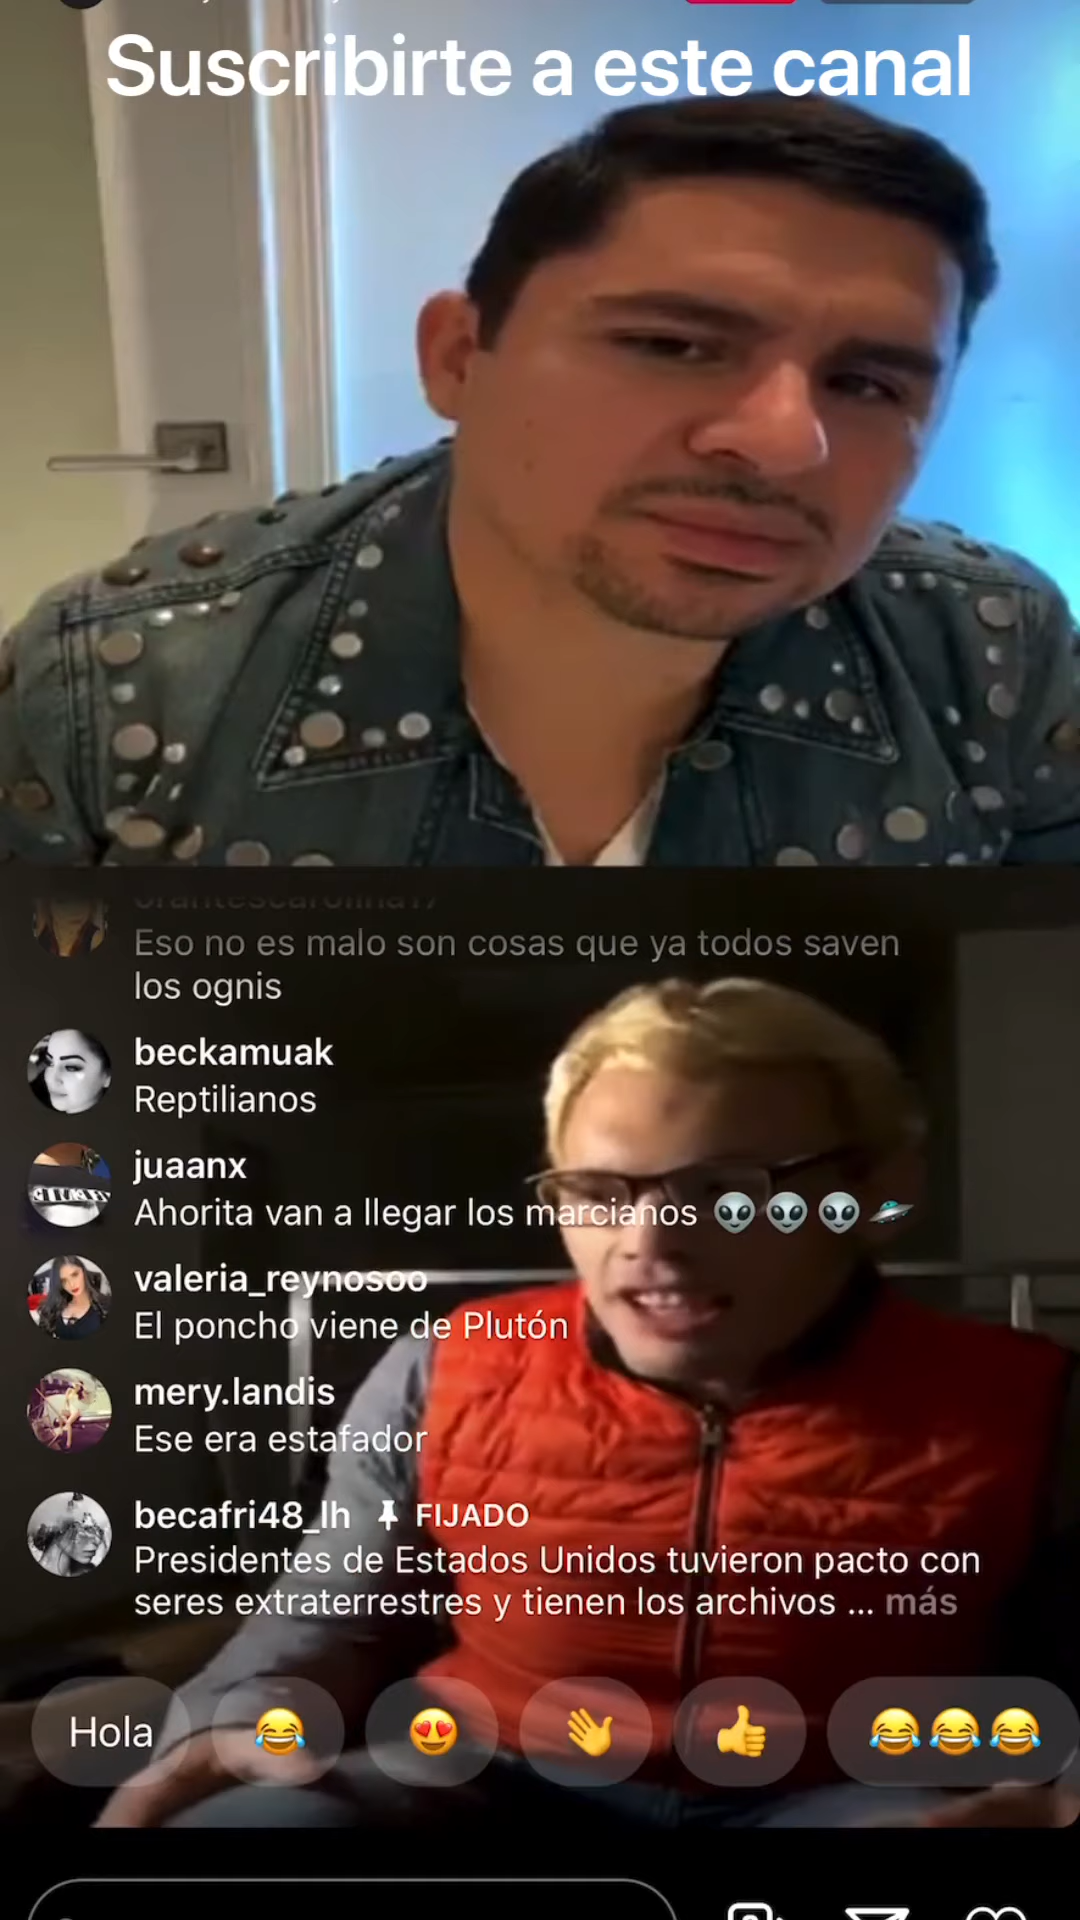 Suscribirte a este canal
Eso no es malo son cosas que ya todos saven
los ognis
beckamuak
Reptilianos
juaanx
Ahorita van a llegar los marcianos 👽👽👽🛸
valeria_reynosoo
El poncho viene de Plutón
mery.landis
Ese era estafador
becafri48_lh FIJADO
Presidentes de Estados Unidos tuvieron pacto con
seres extraterrestres y tienen los archivos ... más
Hola 😂 😍 👋 👍 😂😂😂